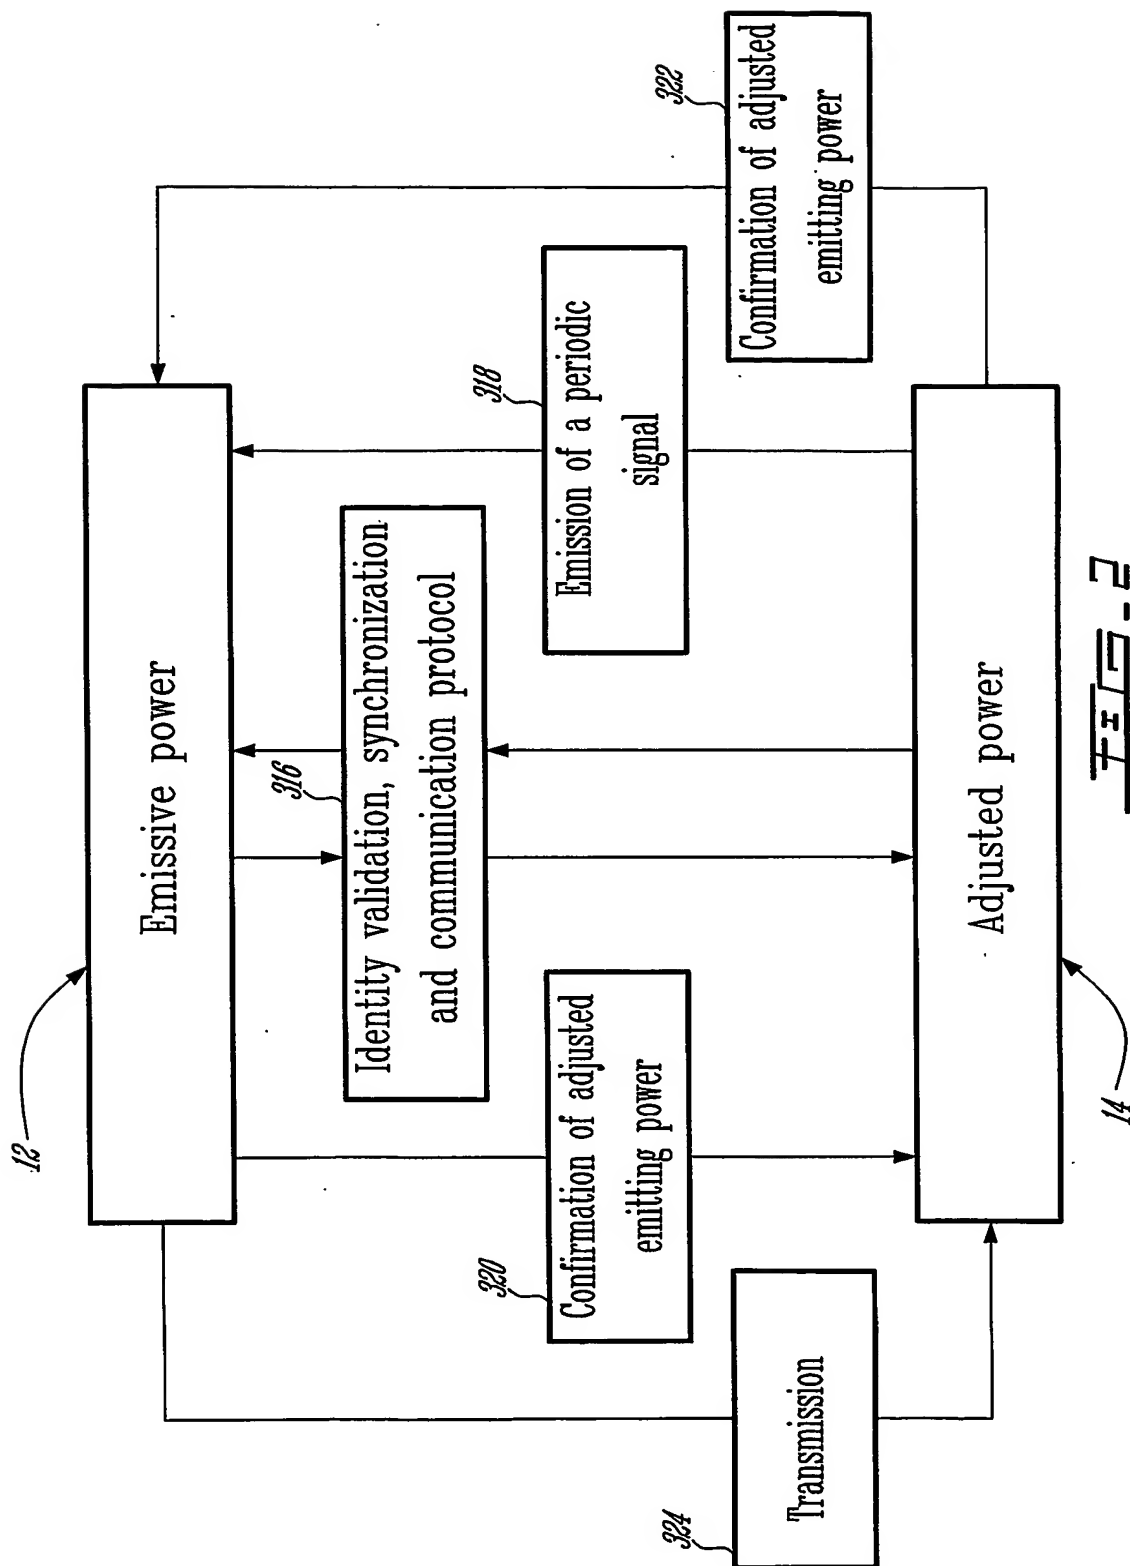 12
Emissive power
316
Identity validation, synchronization
and communication protocol
318
Emission of a periodic
signal
320
Confirmation of adjusted
emitting power
322
Confirmation of adjusted
emitting power
324
Transmission
Adjusted power
14
FIG-2